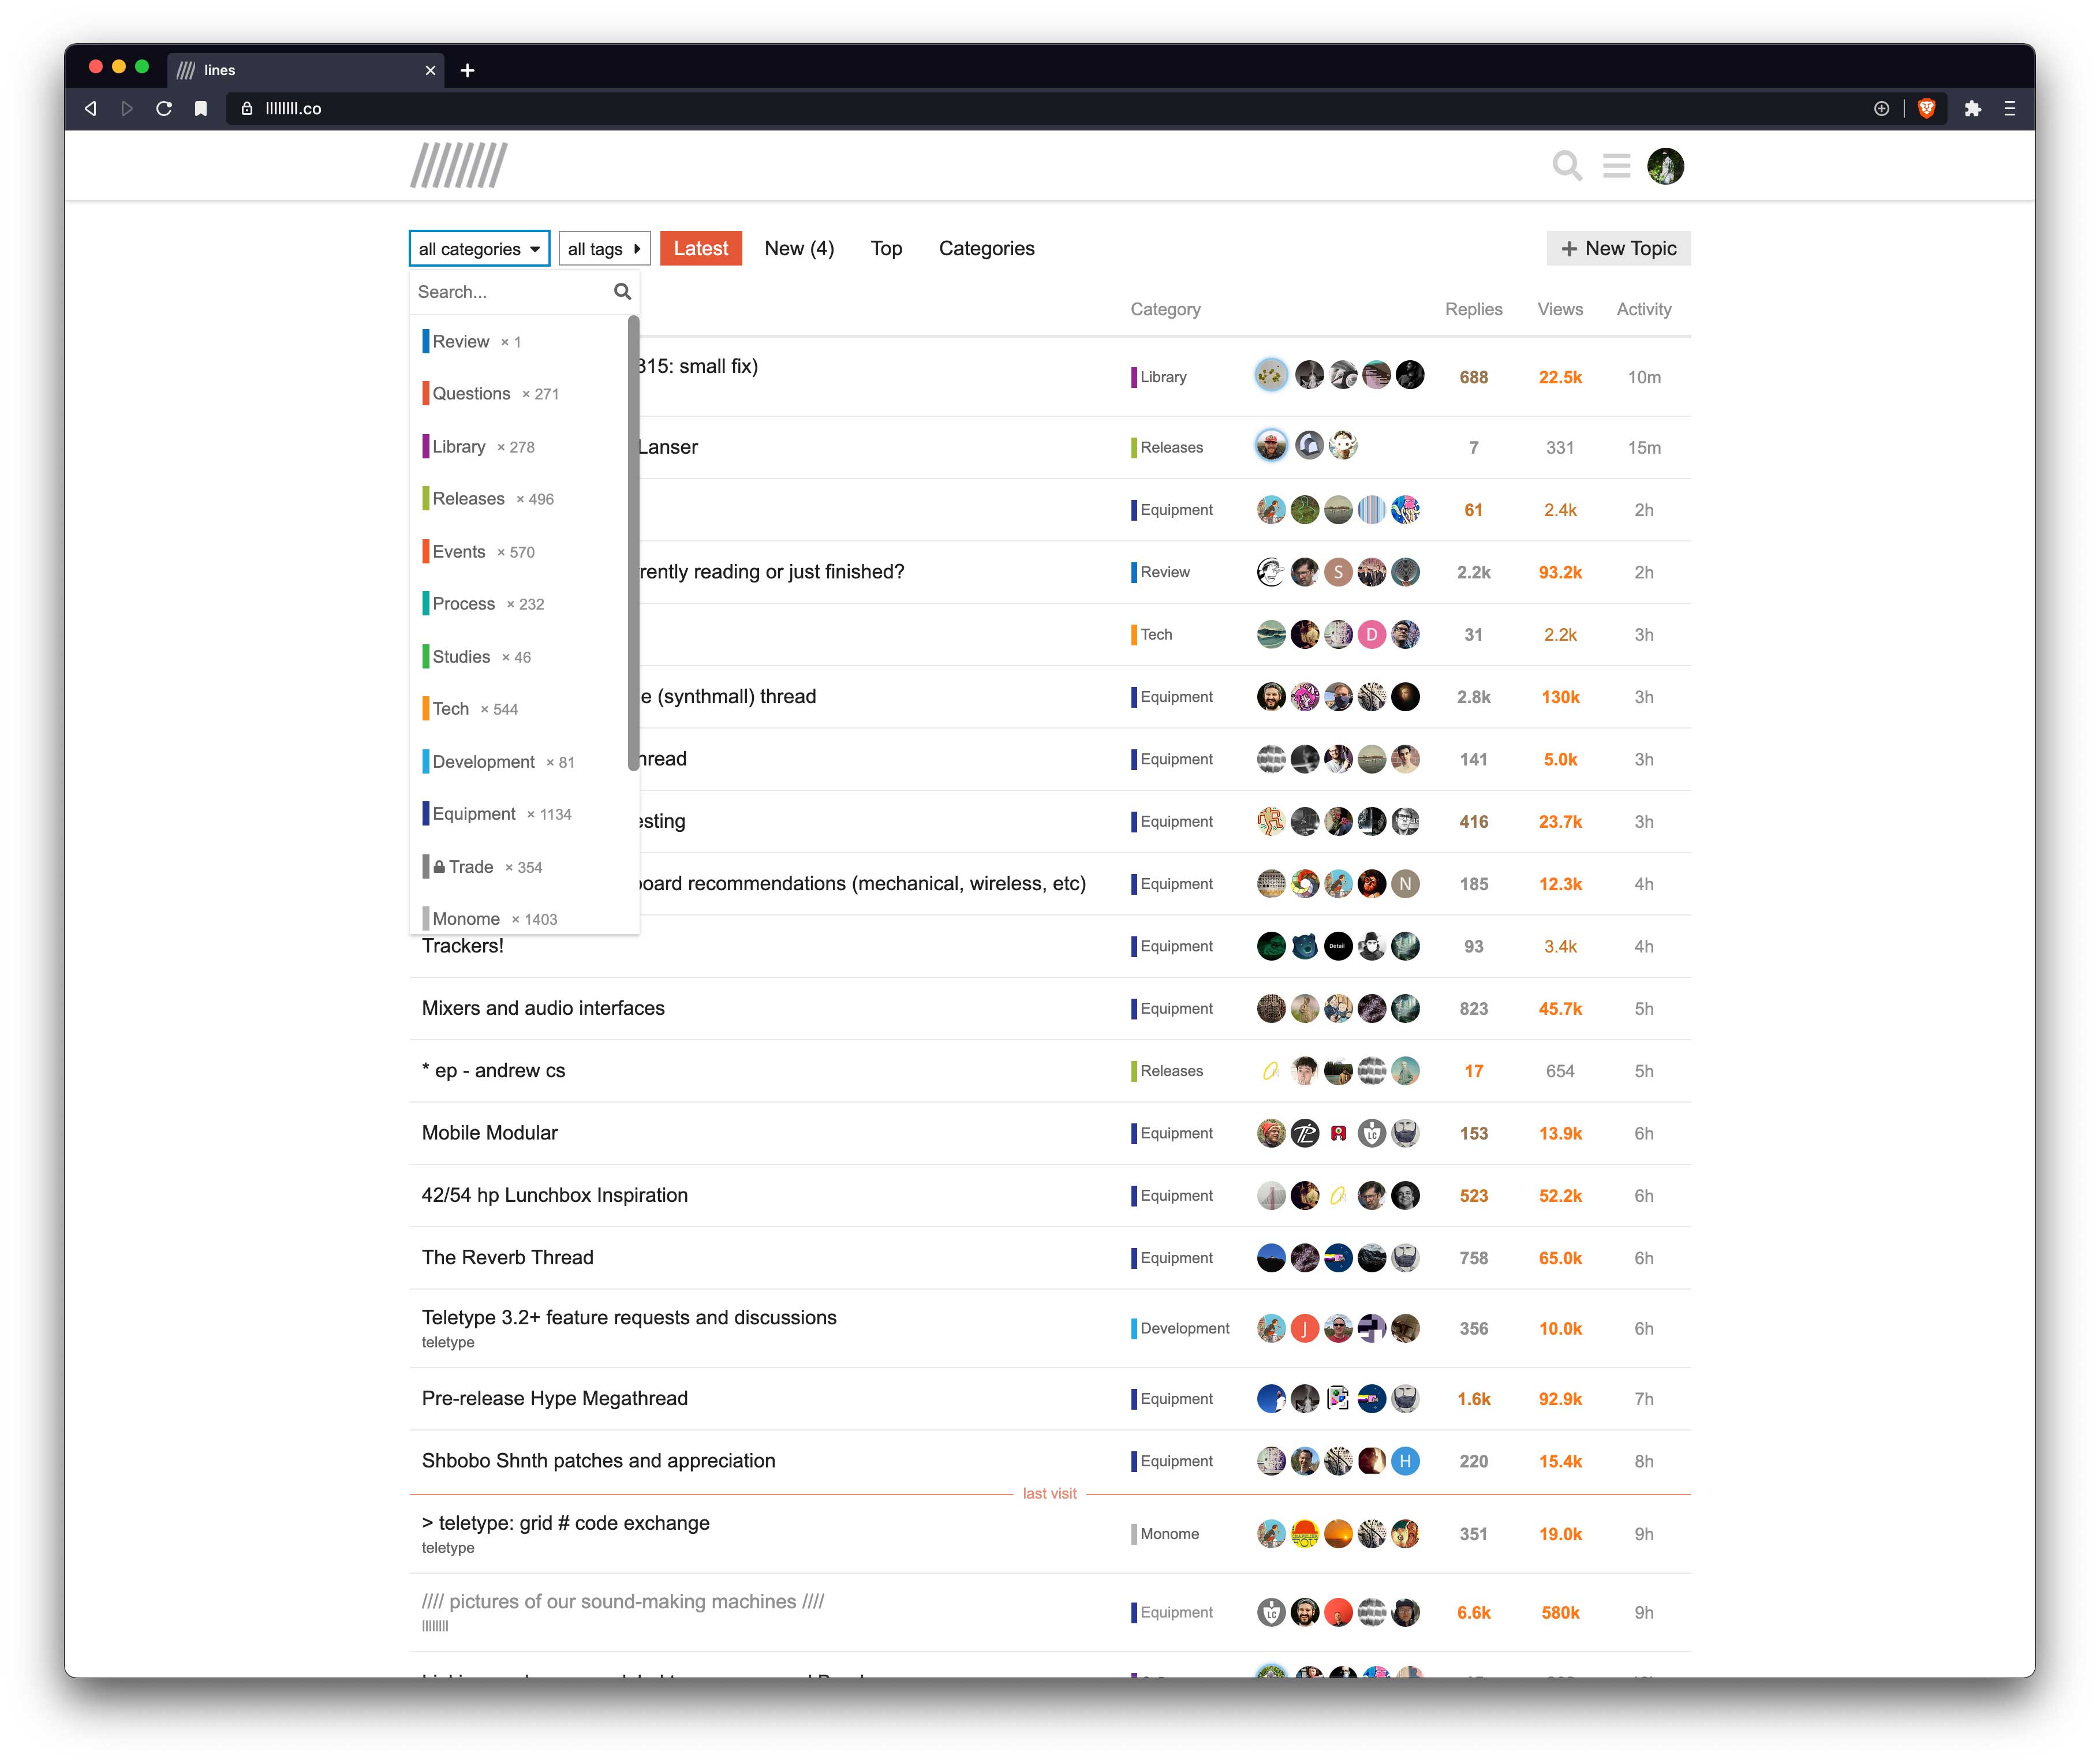 lines
llllllll.co
all categories
all tags
Latest
New (4)
Top
Categories
New Topic
Search...
Category
Replies
Views
Activity
Review × 1
Questions × 271
Library × 278
Releases × 496
Events × 570
Process × 232
Studies × 46
Tech × 544
Development × 81
Equipment × 1134
Trade × 354
Monome × 1403
315: small fix) Library 688 22.5k 10m
Lanser Releases 7 331 15m
Equipment 61 2.4k 2h
rently reading or just finished? Review S 2.2k 93.2k 2h
Tech D 31 2.2k 3h
e (synthmall) thread Equipment 2.8k 130k 3h
hread Equipment 141 5.0k 3h
esting Equipment 416 23.7k 3h
board recommendations (mechanical, wireless, etc) Equipment N 185 12.3k 4h
Trackers! Equipment Detail 93 3.4k 4h
Mixers and audio interfaces Equipment 823 45.7k 5h
* ep - andrew cs Releases 17 654 5h
Mobile Modular Equipment LC 153 13.9k 6h
42/54 hp Lunchbox Inspiration Equipment 523 52.2k 6h
The Reverb Thread Equipment 758 65.0k 6h
Teletype 3.2+ feature requests and discussions Development J 356 10.0k 6h
teletype
Pre-release Hype Megathread Equipment 1.6k 92.9k 7h
Shbobo Shnth patches and appreciation Equipment H 220 15.4k 8h
last visit
> teletype: grid # code exchange Monome 351 19.0k 9h
teletype
//// pictures of our sound-making machines //// Equipment LC 6.6k 580k 9h
llllllll